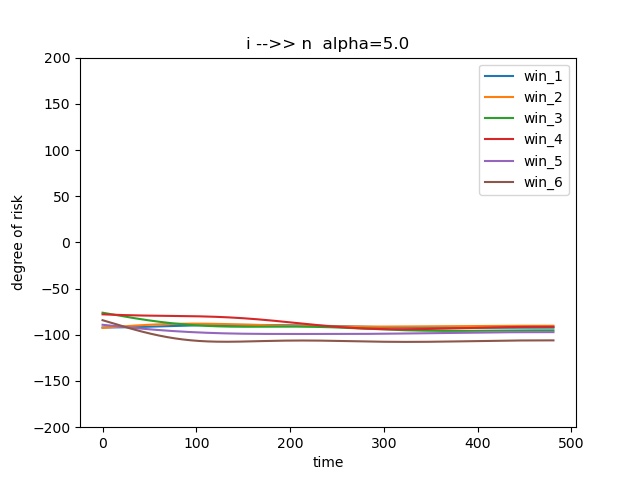 i -->> n  alpha=5.0
200
150
100
50
0
−50
−100
−150
−200
degree of risk
win_1
win_2
win_3
win_4
win_5
win_6
0
100
200
300
400
500
time